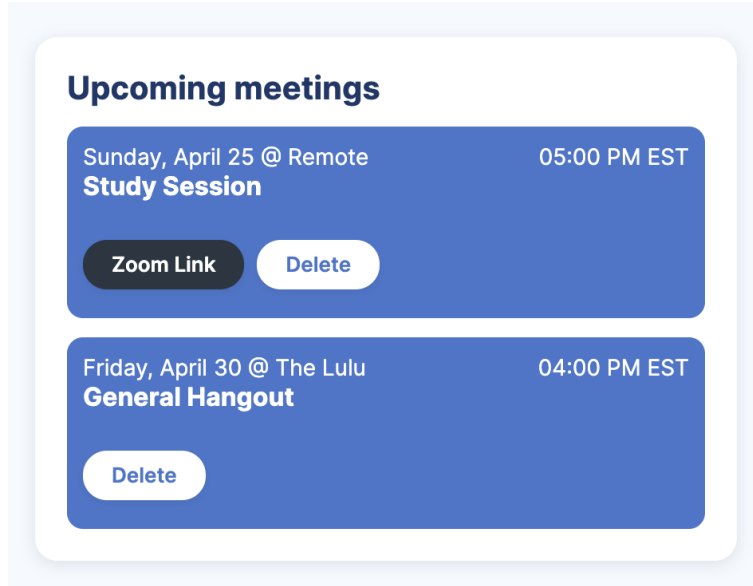 Upcoming meetings
Sunday, April 25 @ Remote 05:00 PM EST
Study Session
Zoom Link Delete
Friday, April 30 @ The Lulu 04:00 PM EST
General Hangout
Delete